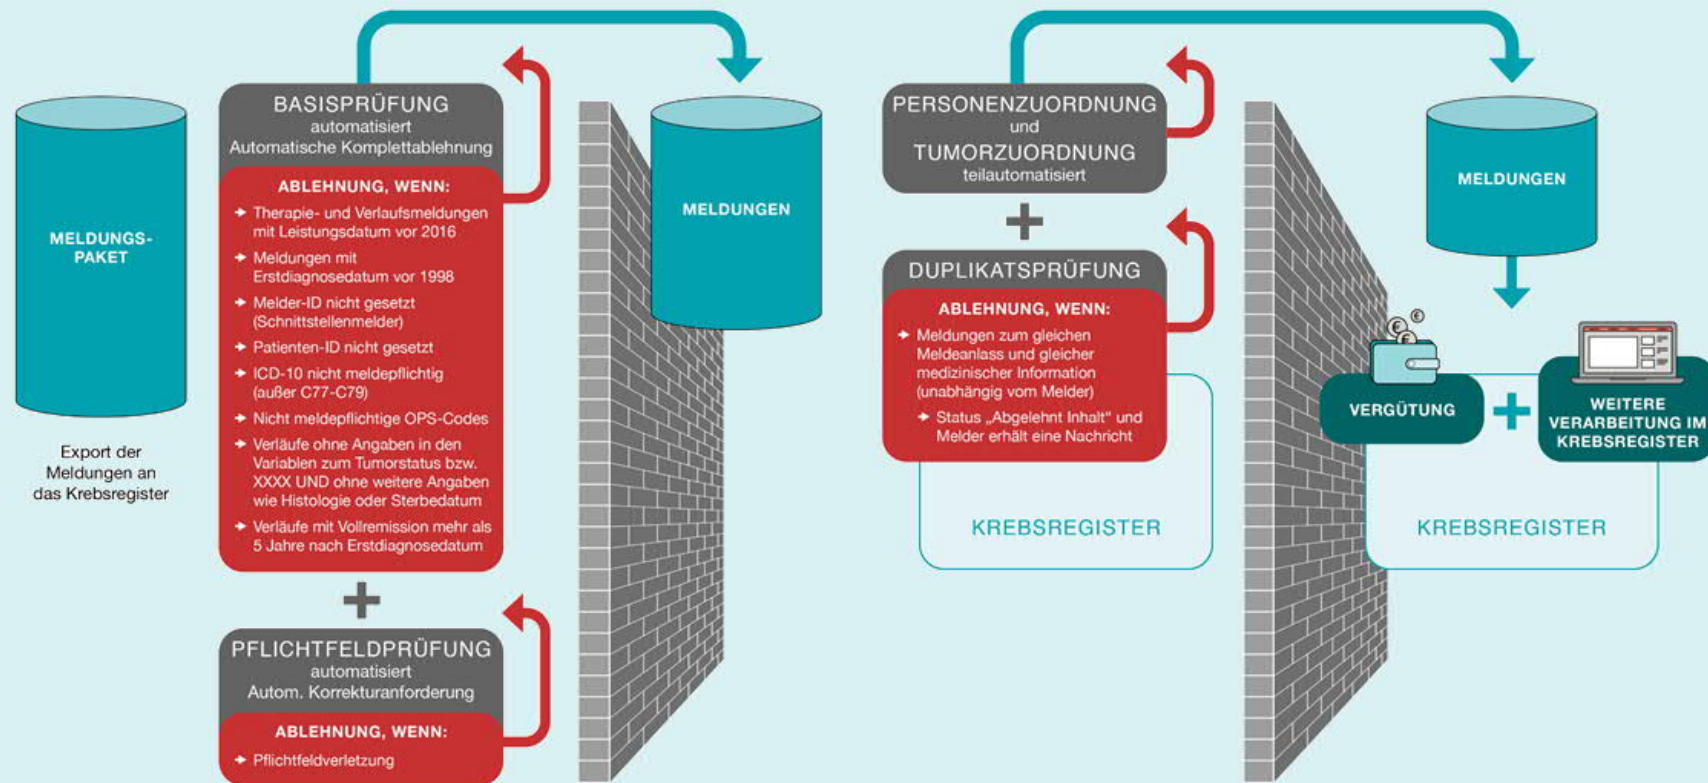 MELDUNGS-
PAKET
Export der
Meldungen an
das Krebsregister
BASISPRÜFUNG
automatisiert
Automatische Komplettablehnung
ABLEHNUNG, WENN:
➔ Therapie- und Verlaufsmeldungen
mit Leistungsdatum vor 2016
➔ Meldungen mit
Erstdiagnosedatum vor 1998
➔ Melder-ID nicht gesetzt
(Schnittstellenmelder)
➔ Patienten-ID nicht gesetzt
➔ ICD-10 nicht meldepflichtig
(außer C77-C79)
➔ Nicht meldepflichtige OPS-Codes
➔ Verläufe ohne Angaben in den
Variablen zum Tumorstatus bzw.
XXXX UND ohne weitere Angaben
wie Histologie oder Sterbedatum
➔ Verläufe mit Vollremission mehr als
5 Jahre nach Erstdiagnosedatum
+
PFLICHTFELDPRÜFUNG
automatisiert
Autom. Korrekturanforderung
ABLEHNUNG, WENN:
➔ Pflichtfeldverletzung
MELDUNGEN
PERSONENZUORDNUNG
und
TUMORZUORDNUNG
teilautomatisiert
+
DUPLIKATSPRÜFUNG
ABLEHNUNG, WENN:
➔ Meldungen zum gleichen
Meldeanlass und gleicher
medizinischer Information
(unabhängig vom Melder)
➔ Status „Abgelehnt Inhalt" und
Melder erhält eine Nachricht
KREBSREGISTER
MELDUNGEN
€
€
€
VERGÜTUNG
+
WEITERE
VERARBEITUNG IM
KREBSREGISTER
KREBSREGISTER